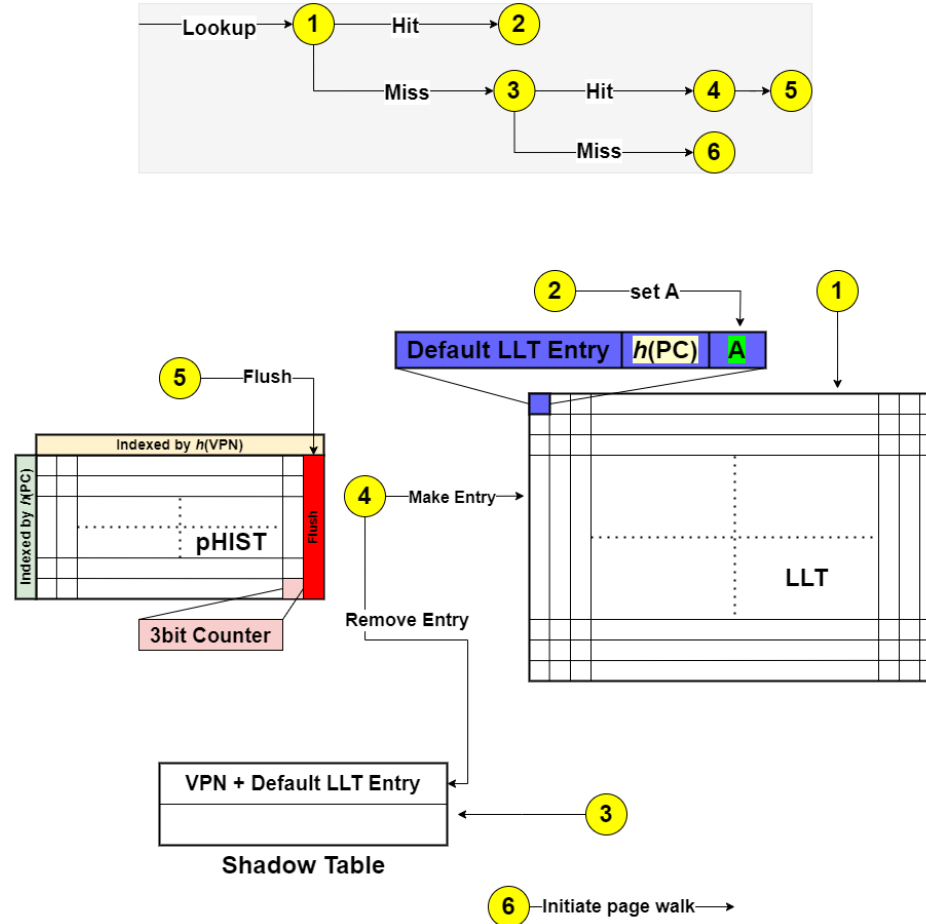 Lookup
1
Hit
2
Miss
3
Hit
4
5
Miss
6
2
set A
1
Default LLT Entry
h(PC)
A
5
Flush
Indexed by h(VPN)
Indexed by h(PC)
pHIST
Flush
3bit Counter
4
Make Entry
Remove Entry
LLT
VPN + Default LLT Entry
3
Shadow Table
6
Initiate page walk